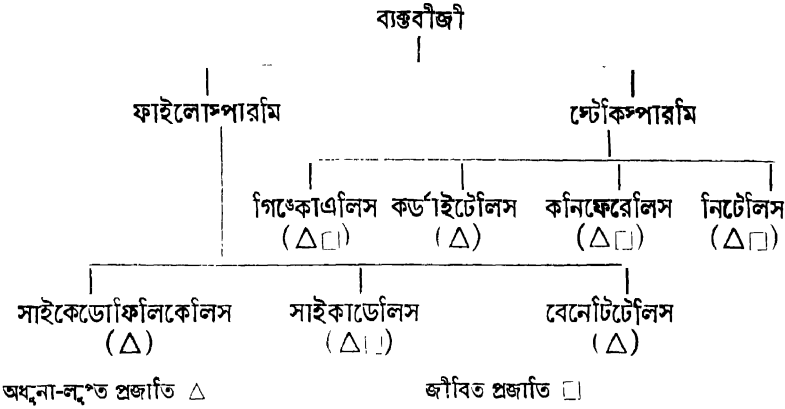 ব্যক্তবীজী
ফাইলোস্পারমি স্টেকিস্পারমি
গিঙ্কোএলিস কর্ডাইটেলিস কনিফেরেলিস নিটেলিস
(△□) (△) (△□) (△□)
সাইকেডোফিলিকেলিস সাইকাডেলিস বেনেটিটেলিস
(△) (△□) (△)
অধুনা-লুপ্ত প্রজাতি △ জীবিত প্রজাতি □